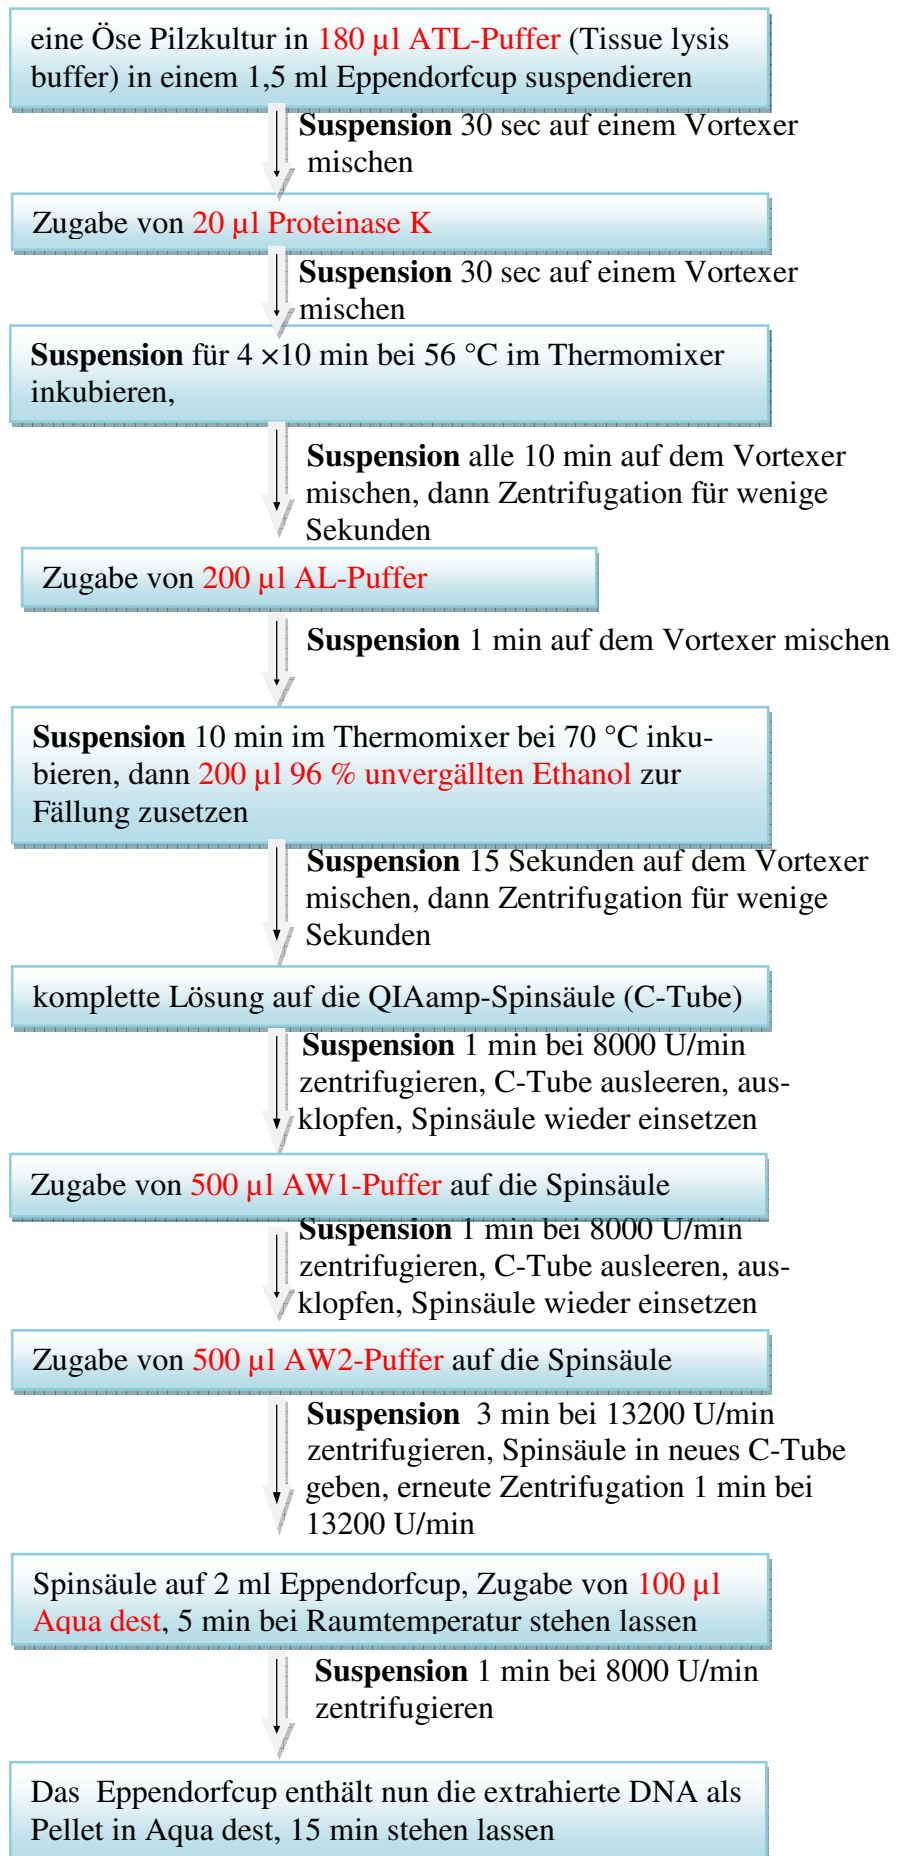 eine Öse Pilzkultur in 180 µl ATL-Puffer (Tissue lysis
buffer) in einem 1,5 ml Eppendorfcup suspendieren
Suspension 30 sec auf einem Vortexer
mischen
Zugabe von 20 µl Proteinase K
Suspension 30 sec auf einem Vortexer
mischen
Suspension für 4 ×10 min bei 56 °C im Thermomixer
inkubieren,
Suspension alle 10 min auf dem Vortexer
mischen, dann Zentrifugation für wenige
Sekunden
Zugabe von 200 µl AL-Puffer
Suspension 1 min auf dem Vortexer mischen
Suspension 10 min im Thermomixer bei 70 °C inku-
bieren, dann 200 µl 96 % unvergällten Ethanol zur
Fällung zusetzen
Suspension 15 Sekunden auf dem Vortexer
mischen, dann Zentrifugation für wenige
Sekunden
komplette Lösung auf die QIAamp-Spinsäule (C-Tube)
Suspension 1 min bei 8000 U/min
zentrifugieren, C-Tube ausleeren, aus-
klopfen, Spinsäule wieder einsetzen
Zugabe von 500 µl AW1-Puffer auf die Spinsäule
Suspension 1 min bei 8000 U/min
zentrifugieren, C-Tube ausleeren, aus-
klopfen, Spinsäule wieder einsetzen
Zugabe von 500 µl AW2-Puffer auf die Spinsäule
Suspension 3 min bei 13200 U/min
zentrifugieren, Spinsäule in neues C-Tube
geben, erneute Zentrifugation 1 min bei
13200 U/min
Spinsäule auf 2 ml Eppendorfcup, Zugabe von 100 µl
Aqua dest, 5 min bei Raumtemperatur stehen lassen
Suspension 1 min bei 8000 U/min
zentrifugieren
Das Eppendorfcup enthält nun die extrahierte DNA als
Pellet in Aqua dest, 15 min stehen lassen